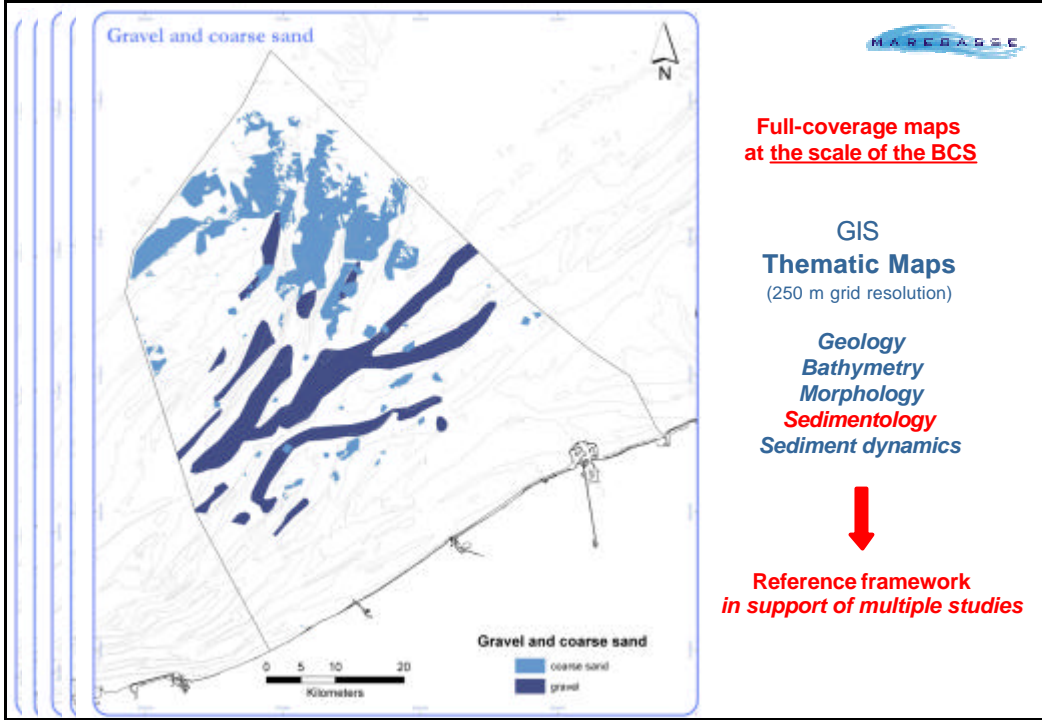 Gravel and coarse sand
N
Gravel and coarse sand
coarse sand
gravel
0 5 10 20
Kilometers
MAREBASSE
Full-coverage maps
at the scale of the BCS
GIS
Thematic Maps
(250 m grid resolution)
Geology
Bathymetry
Morphology
Sedimentology
Sediment dynamics
Reference framework
in support of multiple studies